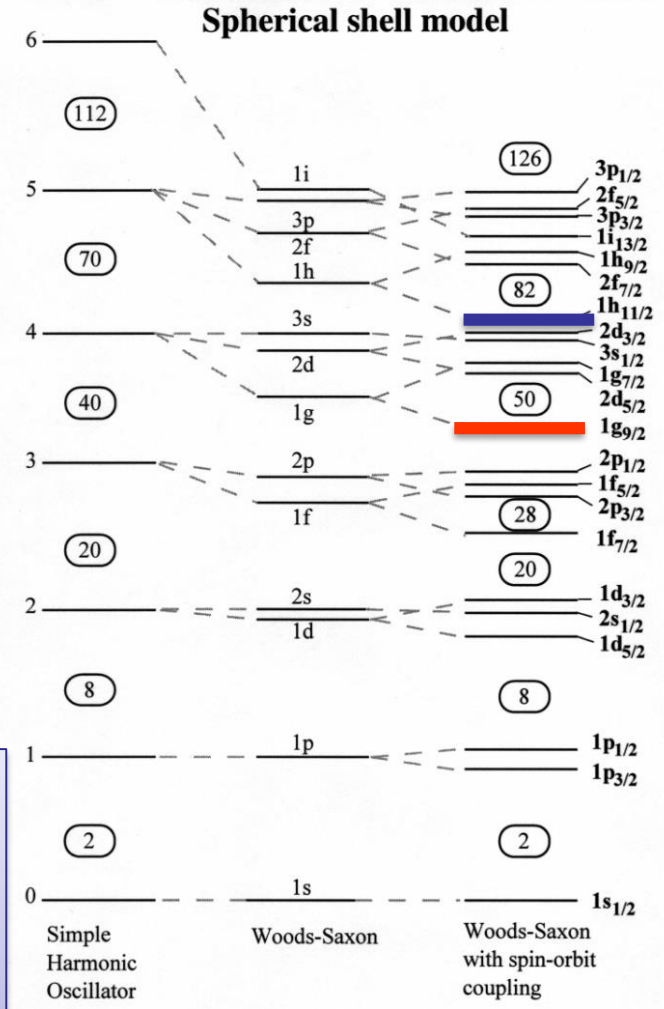 Spherical shell model
6
112
5
70
4
40
3
20
2
8
1
2
0
Simple
Harmonic
Oscillator
1i
3p
2f
1h
3s
2d
1g
2p
1f
2s
1d
1p
1s
Woods-Saxon
126
82
50
28
20
8
2
3p1/2
2f5/2
3p3/2
1i13/2
1h9/2
2f7/2
1h11/2
2d3/2
3s1/2
1g7/2
2d5/2
1g9/2
2p1/2
1f5/2
2p3/2
1f7/2
1d3/2
2s1/2
1d5/2
1p1/2
1p3/2
1s1/2
Woods-Saxon
with spin-orbit
coupling